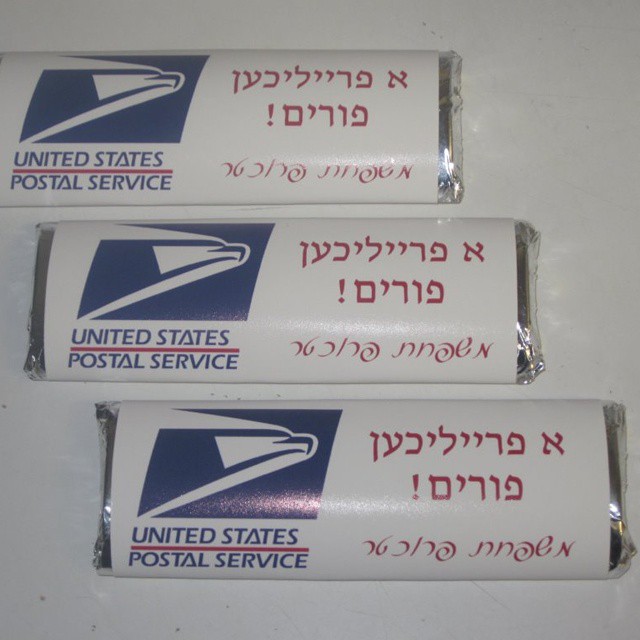 UNITED STATES
POSTAL SERVICE
א פרייליכען
פורים!
משפחת פרוכטר
UNITED STATES
POSTAL SERVICE
א פרייליכען
פורים!
משפחת פרוכטר
UNITED STATES
POSTAL SERVICE
א פרייליכען
פורים!
משפחת פרוכטר